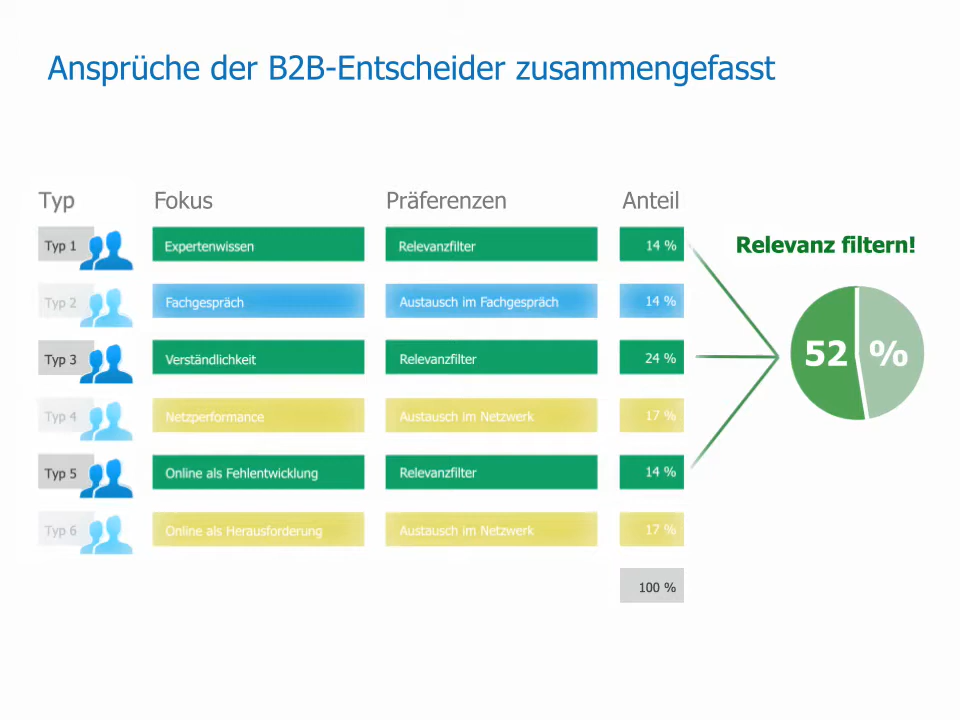 Ansprüche der B2B-Entscheider zusammengefasst
Typ Fokus Präferenzen Anteil
Typ 1 Expertenwissen Relevanzfilter 14 %
Relevanz filtern!
Typ 2 Fachgespräch Austausch im Fachgespräch 14 %
Typ 3 Verständlichkeit Relevanzfilter 24 %
52 %
Typ 4 Netzperformance Austausch im Netzwerk 17 %
Typ 5 Online als Fehlentwicklung Relevanzfilter 14 %
Typ 6 Online als Herausforderung Austausch im Netzwerk 17 %
100 %